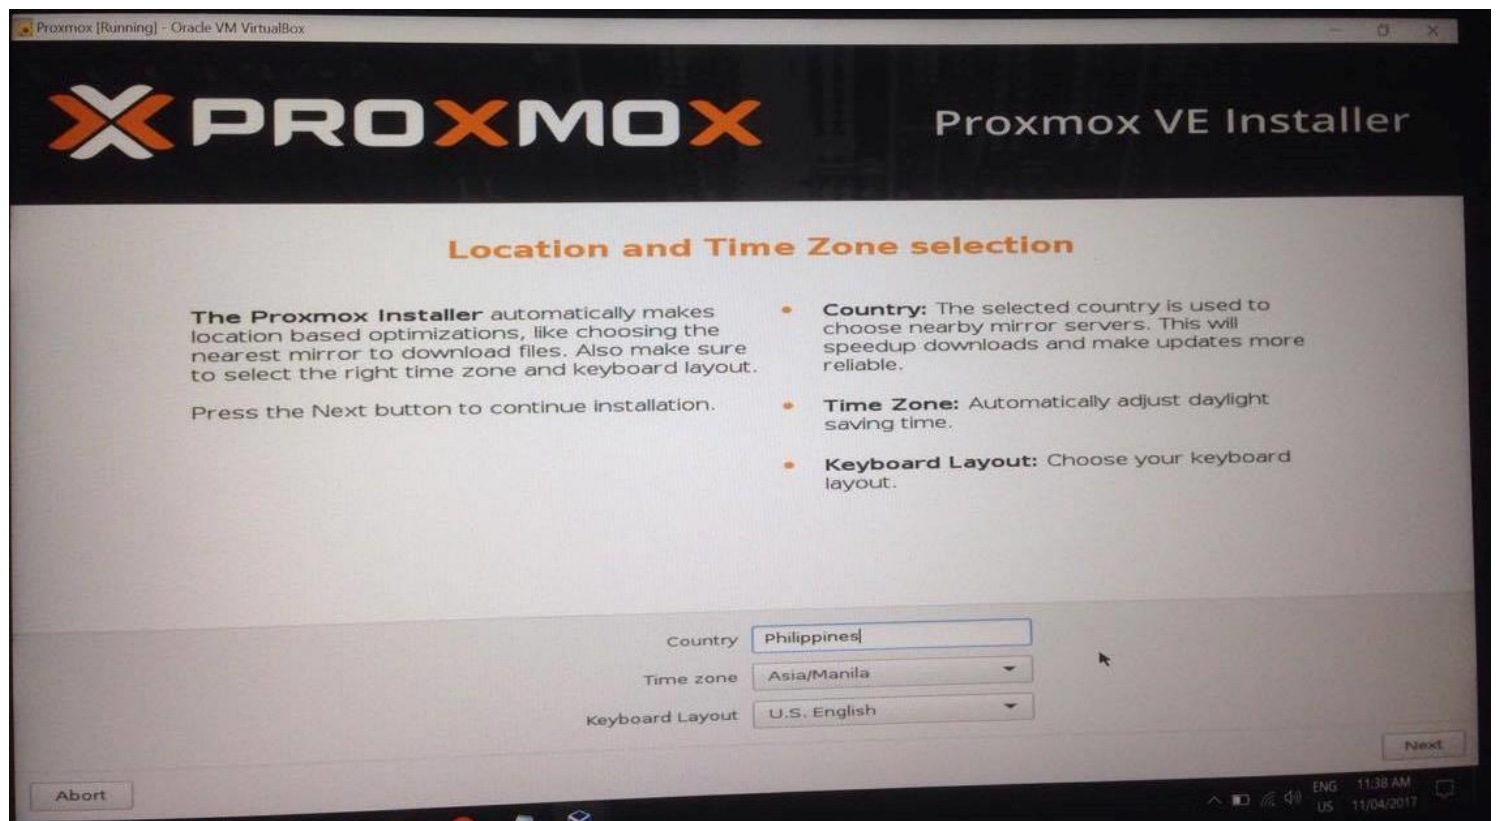 Proxmox [Running] - Oracle VM VirtualBox
PROXMOX
Proxmox VE Installer
Location and Time Zone selection
The Proxmox Installer automatically makes
location based optimizations, like choosing the
nearest mirror to download files. Also make sure
to select the right time zone and keyboard layout.
Press the Next button to continue installation.
Country: The selected country is used to
choose nearby mirror servers. This will
speedup downloads and make updates more
reliable.
Time Zone: Automatically adjust daylight
saving time.
Keyboard Layout: Choose your keyboard
layout.
Country Philippines
Time zone Asia/Manila
Keyboard Layout U.S. English
Next
Abort
ENG 11:38 AM
US 11/04/2017